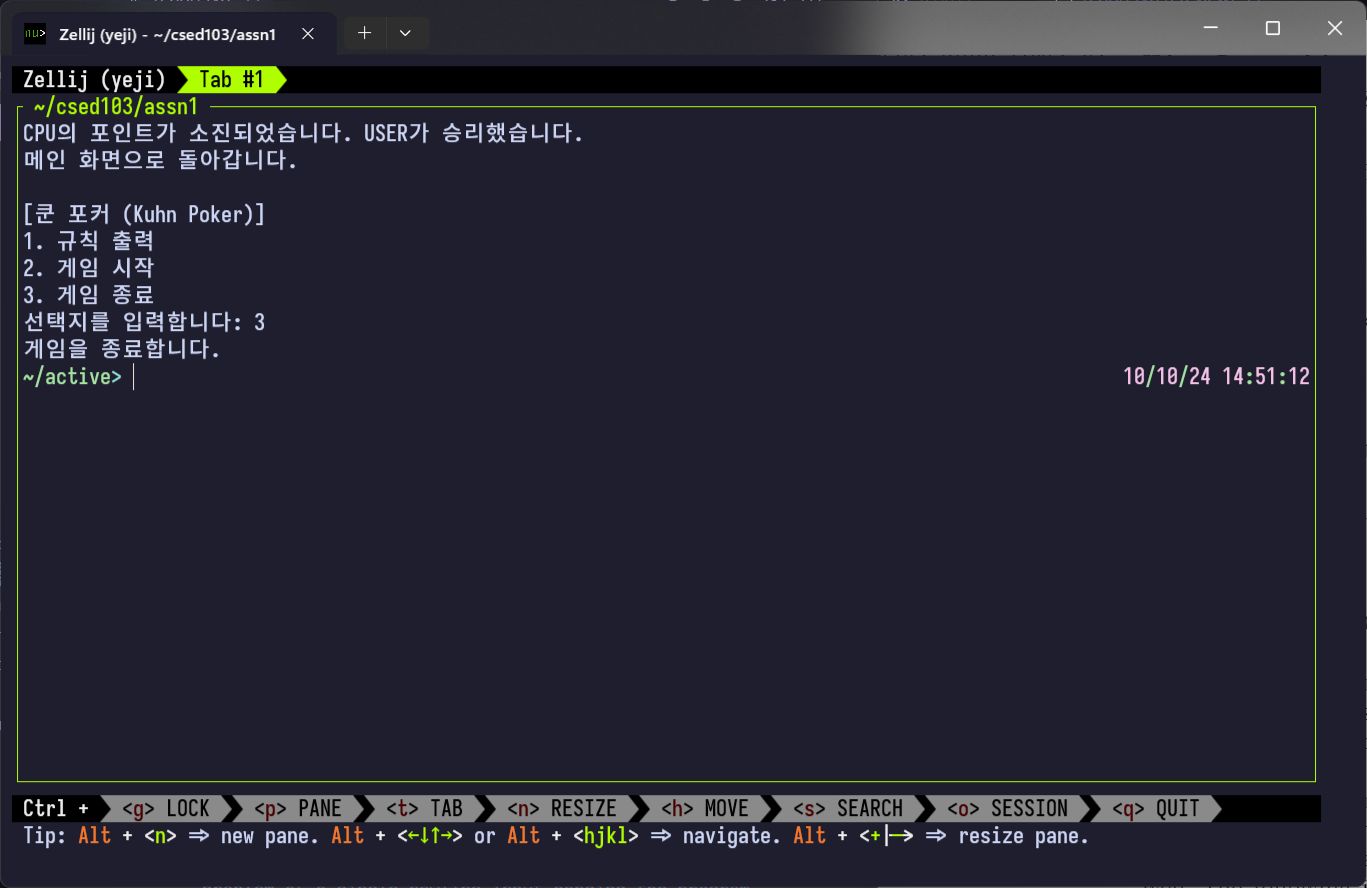 nu> Zellij (yeji) - ~/csed103/assn1
Zellij (yeji) Tab #1
~/csed103/assn1
CPU의 포인트가 소진되었습니다. USER가 승리했습니다.
메인 화면으로 돌아갑니다.
[쿤 포커 (Kuhn Poker)]
1. 규칙 출력
2. 게임 시작
3. 게임 종료
선택지를 입력합니다: 3
게임을 종료합니다.
~/active> 10/10/24 14:51:12
Ctrl + <g> LOCK <p> PANE <t> TAB <n> RESIZE <h> MOVE <s> SEARCH <o> SESSION <q> QUIT
Tip: Alt + <n> => new pane. Alt + <←↓↑→> or Alt + <hjkl> => navigate. Alt + <+|-> => resize pane.